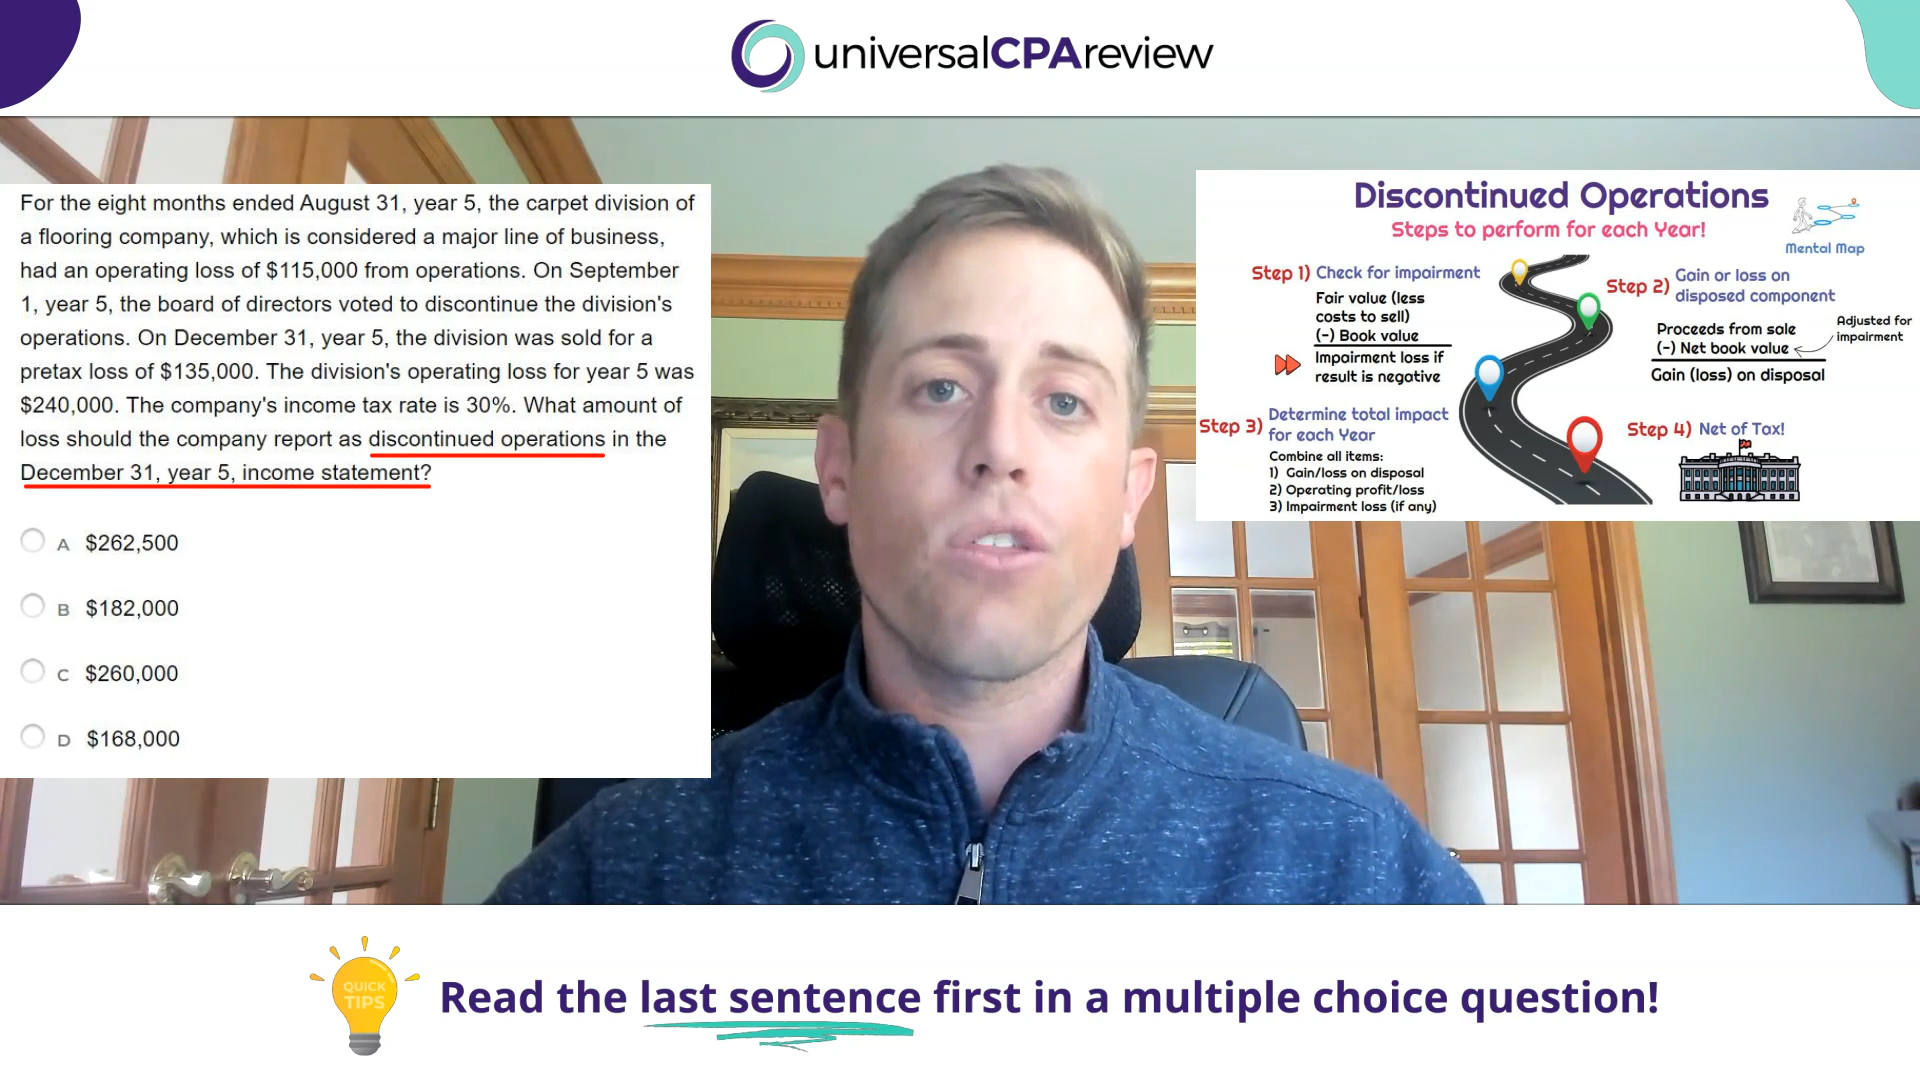 universalCPAreview
For the eight months ended August 31, year 5, the carpet division of
a flooring company, which is considered a major line of business,
had an operating loss of $115,000 from operations. On September
1, year 5, the board of directors voted to discontinue the division's
operations. On December 31, year 5, the division was sold for a
pretax loss of $135,000. The division's operating loss for year 5 was
$240,000. The company's income tax rate is 30%. What amount of
loss should the company report as discontinued operations in the
December 31, year 5, income statement?
A $262,500
B $182,000
C $260,000
D $168,000
Discontinued Operations
Steps to perform for each Year!
Mental Map
Step 1) Check for impairment
Fair value (less
costs to sell)
(-) Book value
Impairment loss if
result is negative
Step 2) Gain or loss on
disposed component
Proceeds from sale
(-) Net book value
Gain (loss) on disposal
Adjusted for
impairment
Step 3) Determine total impact
for each Year
Combine all items:
1) Gain/loss on disposal
2) Operating profit/loss
3) Impairment loss (if any)
Step 4) Net of Tax!
QUICK
TIPS
Read the last sentence first in a multiple choice question!